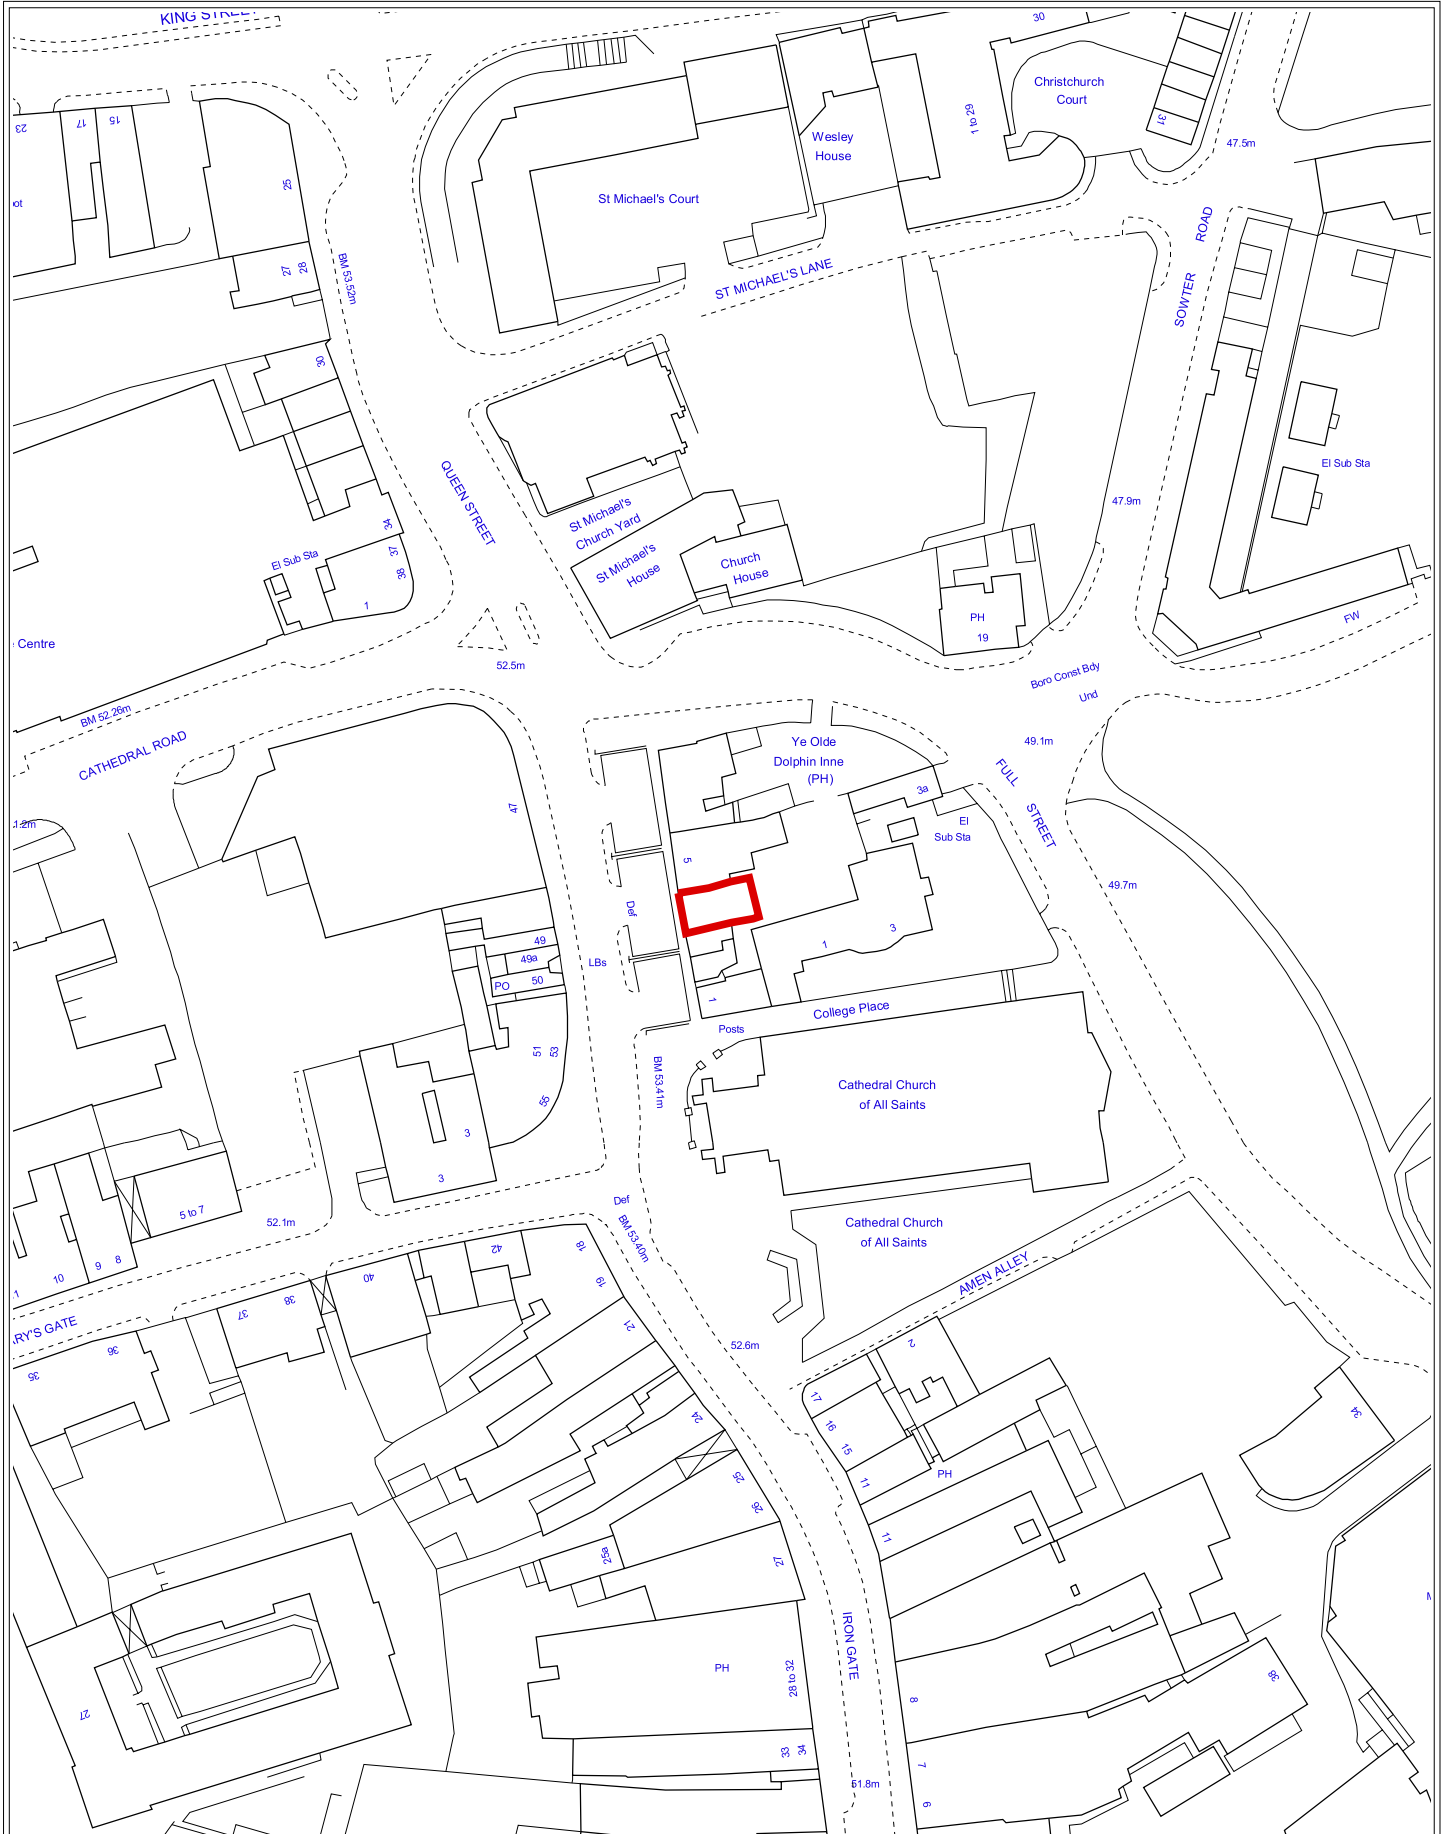 KING STREET
30
Christchurch
Court
23
17
15
1 to 29
31
Wesley
House
47.5m
25
St Michael's Court
ROAD
27
28
BM 53.52m
ST MICHAEL'S LANE
SOWTER
30
QUEEN STREET
El Sub Sta
47.9m
St Michael's
Church Yard
34
37
38
El Sub Sta
St Michael's
House
Church
House
1
PH
19
FW
Centre
52.5m
Boro Const Bdy
Und
BM 52.26m
CATHEDRAL ROAD
Ye Olde
Dolphin Inne
(PH)
49.1m
FULL
STREET
3a
47
El
Sub Sta
5
49.7m
Def
1
3
49
49a
PO
50
LBs
1
College Place
Posts
51
53
BM 53.41m
55
Cathedral Church
of All Saints
3
3
5 to 7
52.1m
Def
BM 53.40m
Cathedral Church
of All Saints
10
9
8
18
42
40
19
AMEN ALLEY
38
37
21
RY'S GATE
36
35
52.6m
2
17
16
15
24
34
11
PH
25
26
11
25a
27
IRON GATE
PH
28 to 32
38
8
27
33
34
7
51.8m
6